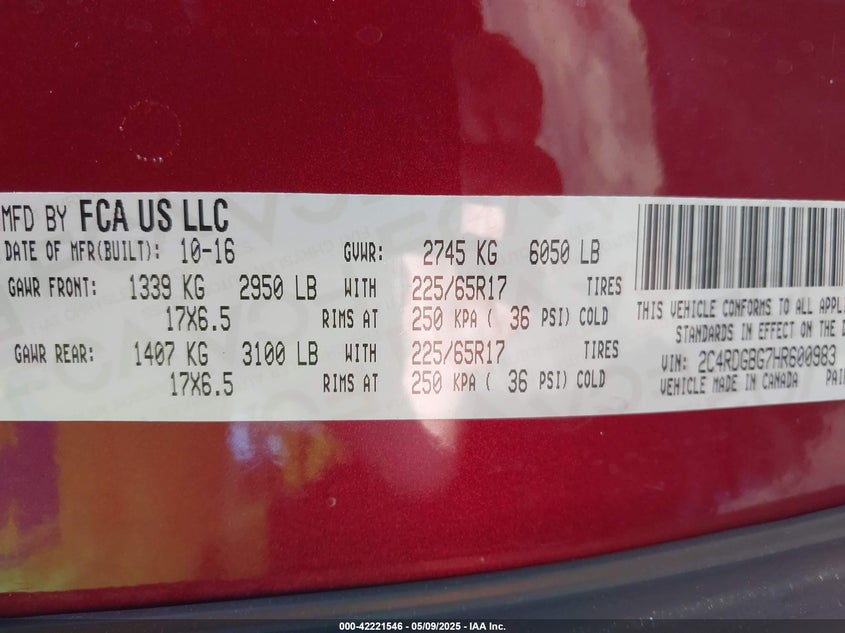 MFD BY FCA US LLC
DATE OF MFR(BUILT): 10-16 GVWR: 2745 KG 6050 LB
GAWR FRONT: 1339 KG 2950 LB WITH 225/65R17 TIRES
17X6.5 RIMS AT 250 KPA ( 36 PSI) COLD
GAWR REAR: 1407 KG 3100 LB WITH 225/65R17 TIRES
17X6.5 RIMS AT 250 KPA ( 36 PSI) COLD
THIS VEHICLE CONFORMS TO ALL APPLI
STANDARDS IN EFFECT ON THE D
VIN: 2C4RDGBG7HR600983
VEHICLE MADE IN CANADA PAI
000-42221546 - 05/09/2025 - IAA Inc.